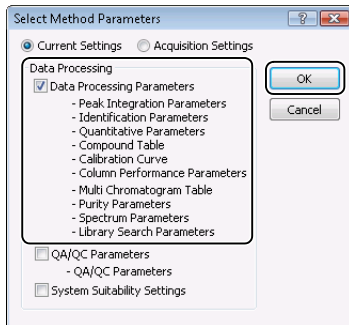 Select Method Parameters
Current Settings Acquisition Settings
Data Processing
Data Processing Parameters
- Peak Integration Parameters
- Identification Parameters
- Quantitative Parameters
- Compound Table
- Calibration Curve
- Column Performance Parameters
- Multi Chromatogram Table
- Purity Parameters
- Spectrum Parameters
- Library Search Parameters
QA/QC Parameters
- QA/QC Parameters
System Suitability Settings
OK
Cancel